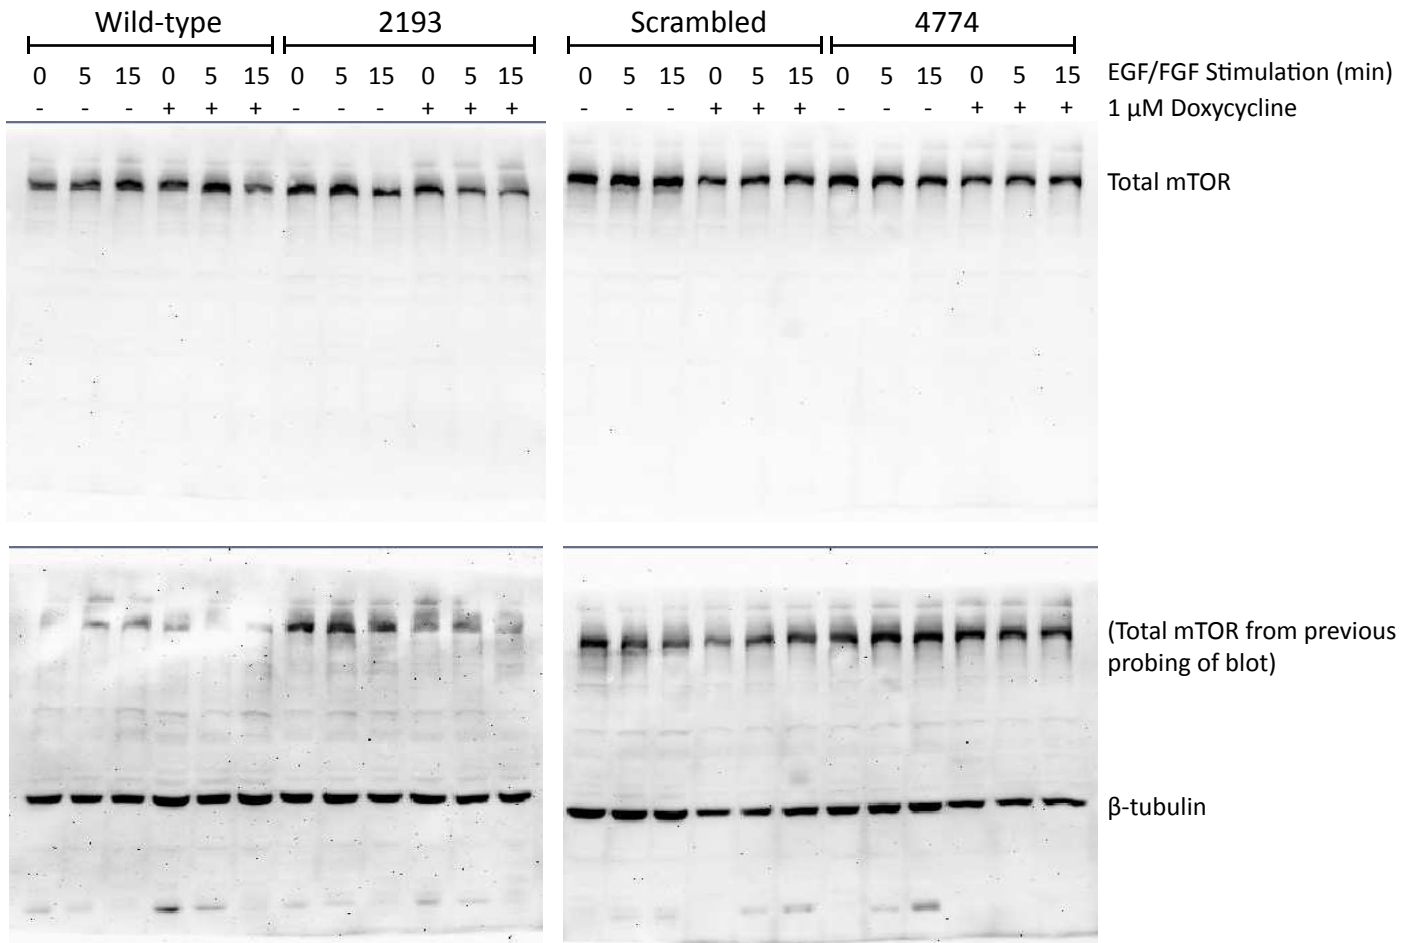 Wild-type 2193 Scrambled 4774
0 5 15 0 5 15 0 5 15 0 5 15 0 5 15 0 5 15 0 5 15 0 5 15 EGF/FGF Stimulation (min)
- - - + + + - - - + + + - - - + + + - - - + + + 1 µM Doxycycline
Total mTOR
(Total mTOR from previous
probing of blot)
β-tubulin